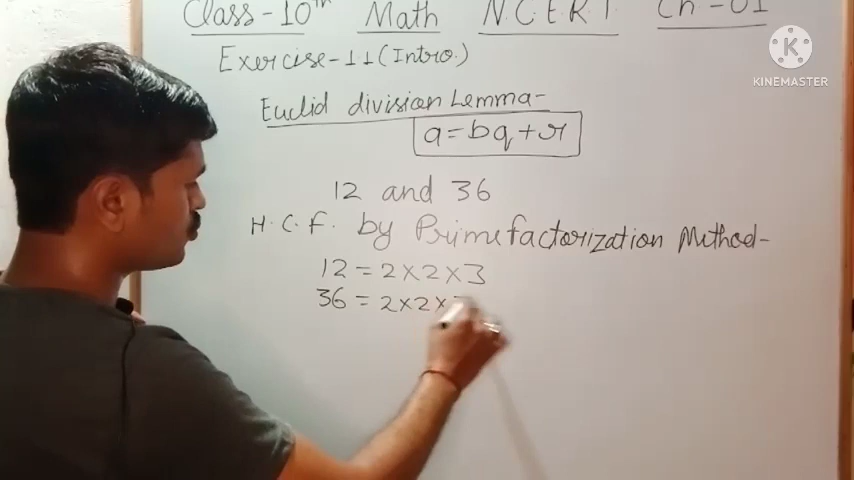 Class-10th Math N.C.E.R.T. Ch-01
Exercise-1.1 (Intro.)
Euclid division Lemma-
a=bq+r
12 and 36
H.C.F. by Prime factorization Method-
12 = 2×2×3
36 = 2×2×
KINEMASTER